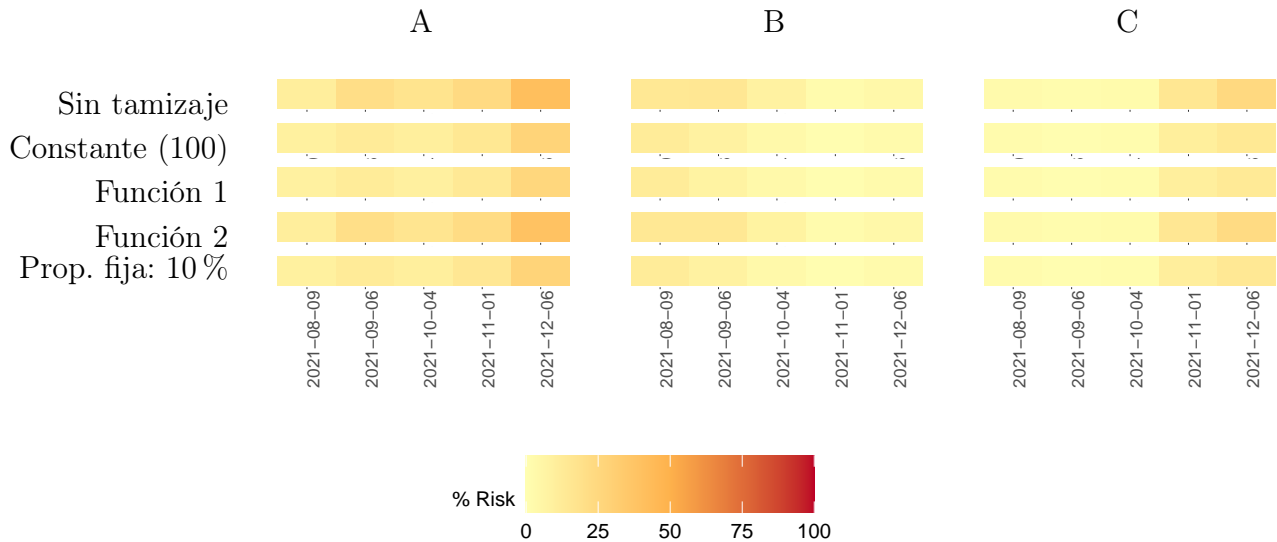 A B C
Sin tamizaje
Constante (100)
Función 1
Función 2
Prop. fija: 10 %
2021−08−09 2021−09−06 2021−10−04 2021−11−01 2021−12−06 2021−08−09 2021−09−06 2021−10−04 2021−11−01 2021−12−06 2021−08−09 2021−09−06 2021−10−04 2021−11−01 2021−12−06
% Risk
0 25 50 75 100